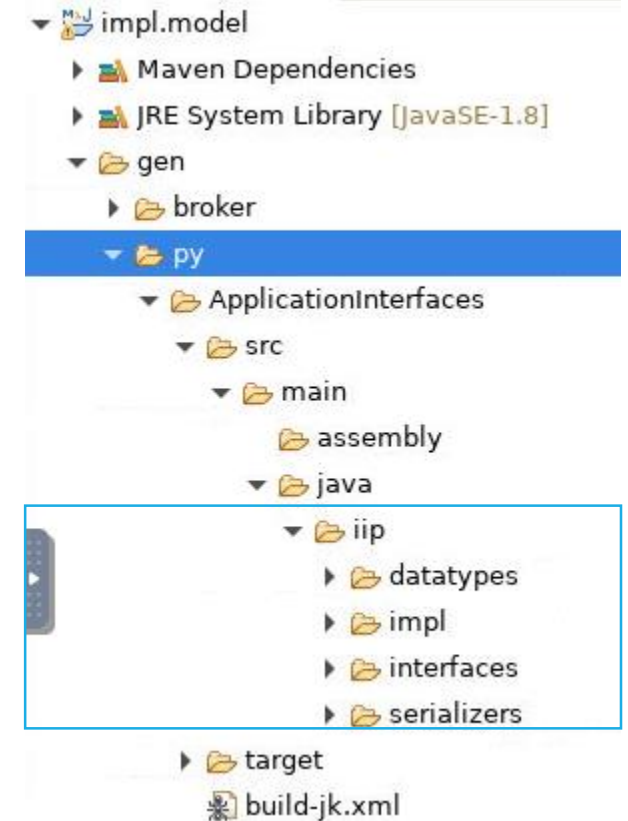 impl.model
Maven Dependencies
JRE System Library [JavaSE-1.8]
gen
broker
py
ApplicationInterfaces
src
main
assembly
java
iip
datatypes
impl
interfaces
serializers
target
build-jk.xml